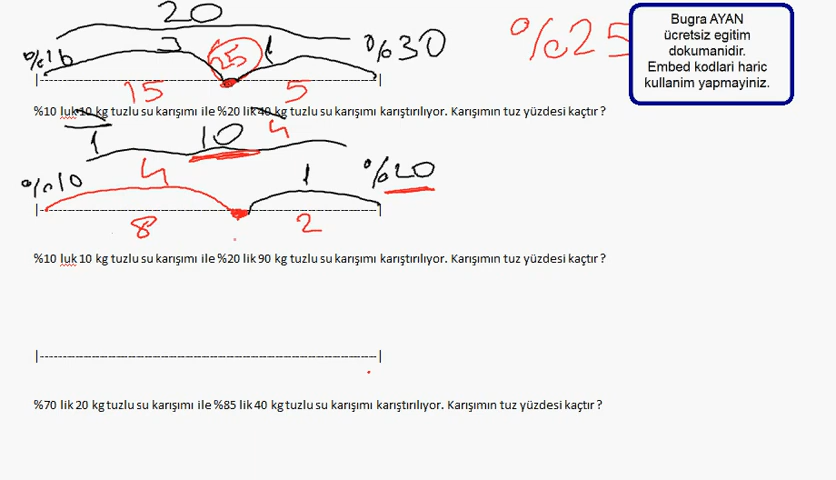 20
%10 3 25 1 %30 %25
15 5
Bugra AYAN
ücretsiz egitim
dokumanidir.
Embed kodlari haric
kullanim yapmayiniz.
%10 luk 10 kg tuzlu su karışımı ile %20 lik 40 kg tuzlu su karışımı karıştırılıyor. Karışımın tuz yüzdesi kaçtır ?
1 10 4
%10 4 1 %20
8 2
%10 luk 10 kg tuzlu su karışımı ile %20 lik 90 kg tuzlu su karışımı karıştırılıyor. Karışımın tuz yüzdesi kaçtır ?
%70 lik 20 kg tuzlu su karışımı ile %85 lik 40 kg tuzlu su karışımı karıştırılıyor. Karışımın tuz yüzdesi kaçtır ?